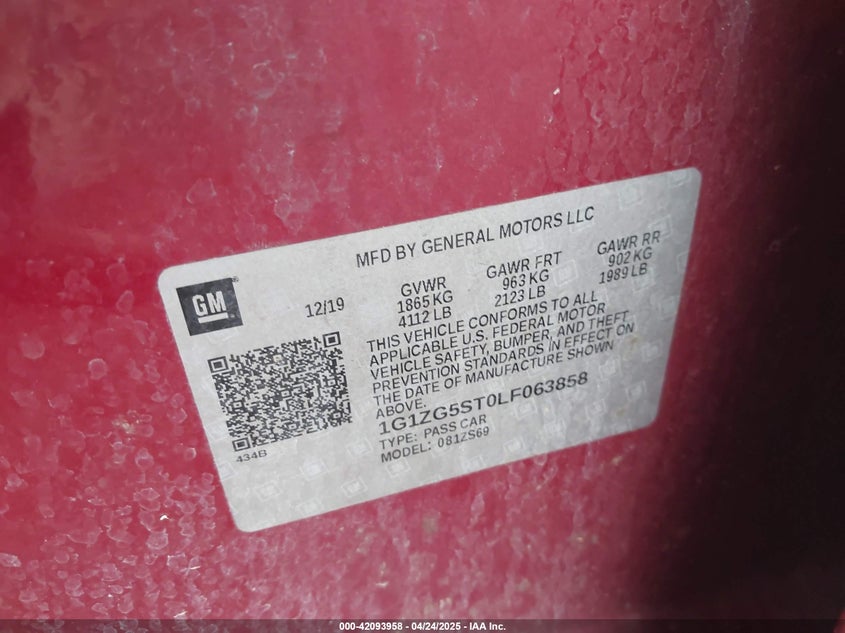 MFD BY GENERAL MOTORS LLC
GM®
12/19
GVWR
1865 KG
4112 LB
GAWR FRT
963 KG
2123 LB
GAWR RR
902 KG
1989 LB
THIS VEHICLE CONFORMS TO ALL
APPLICABLE U.S. FEDERAL MOTOR
VEHICLE SAFETY, BUMPER, AND THEFT
PREVENTION STANDARDS IN EFFECT ON
THE DATE OF MANUFACTURE SHOWN
ABOVE.
1G1ZG5ST0LF063858
TYPE: PASS CAR
MODEL: 081ZS69
434B
000-42093958 - 04/24/2025 - IAA Inc.